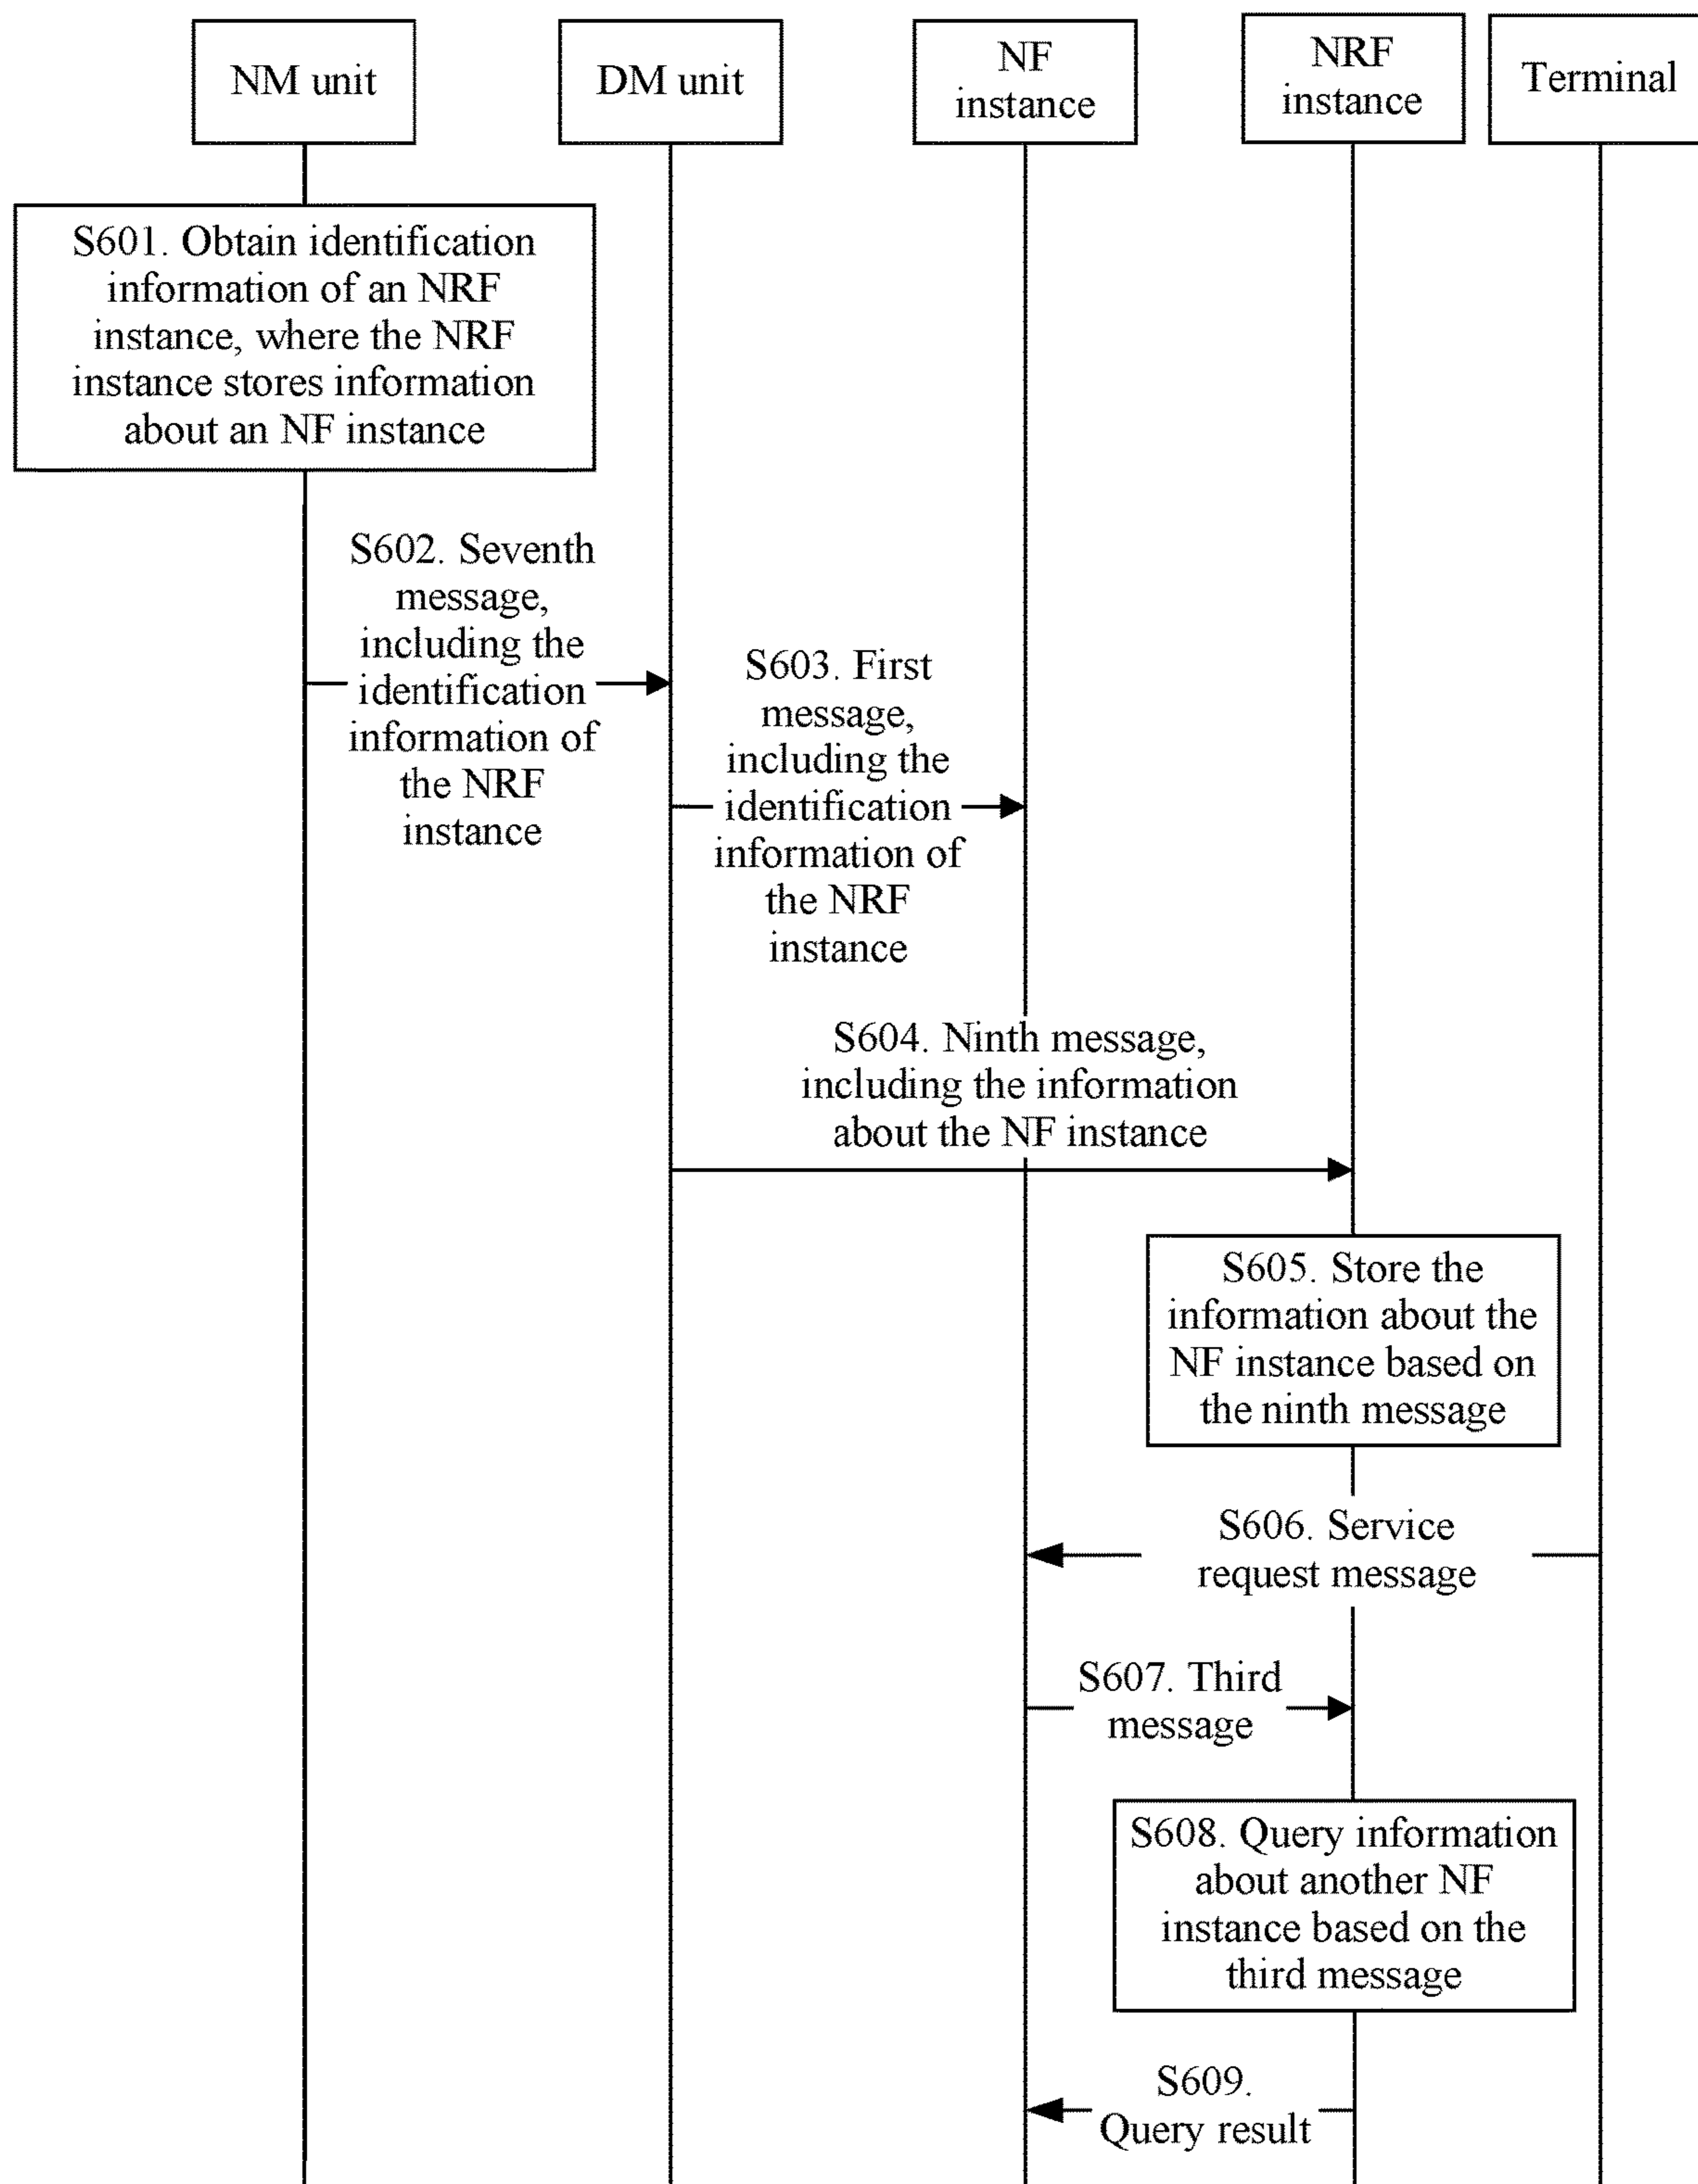 NM unit
DM unit
NF
instance
NRF
instance
Terminal
S601. Obtain identification
information of an NRF
instance, where the NRF
instance stores information
about an NF instance
S602. Seventh
message,
including the
identification
information of
the NRF
instance
S603. First
message,
including the
identification
information of
the NRF
instance
S604. Ninth message,
including the information
about the NF instance
S605. Store the
information about the
NF instance based on
the ninth message
S606. Service
request message
S607. Third
message
S608. Query information
about another NF
instance based on the
third message
S609.
Query result